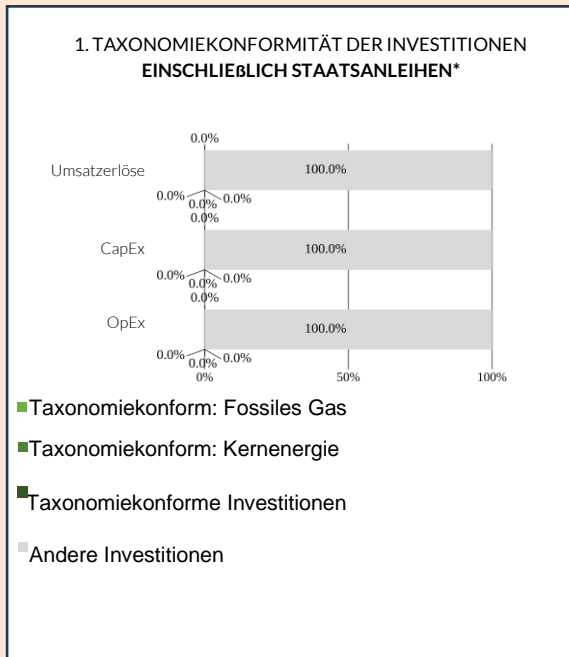 1. TAXONOMIEKONFORMITÄT DER INVESTITIONEN
EINSCHLIEßLICH STAATSANLEIHEN*
0.0%
Umsatzerlöse
100.0%
0.0%
0.0%
0.0%
0.0%
CapEx
100.0%
0.0%
0.0%
0.0%
0.0%
OpEx
100.0%
0.0%
0.0%
0.0%
0%
50%
100%
Taxonomiekonform: Fossiles Gas
Taxonomiekonform: Kernenergie
Taxonomiekonforme Investitionen
Andere Investitionen